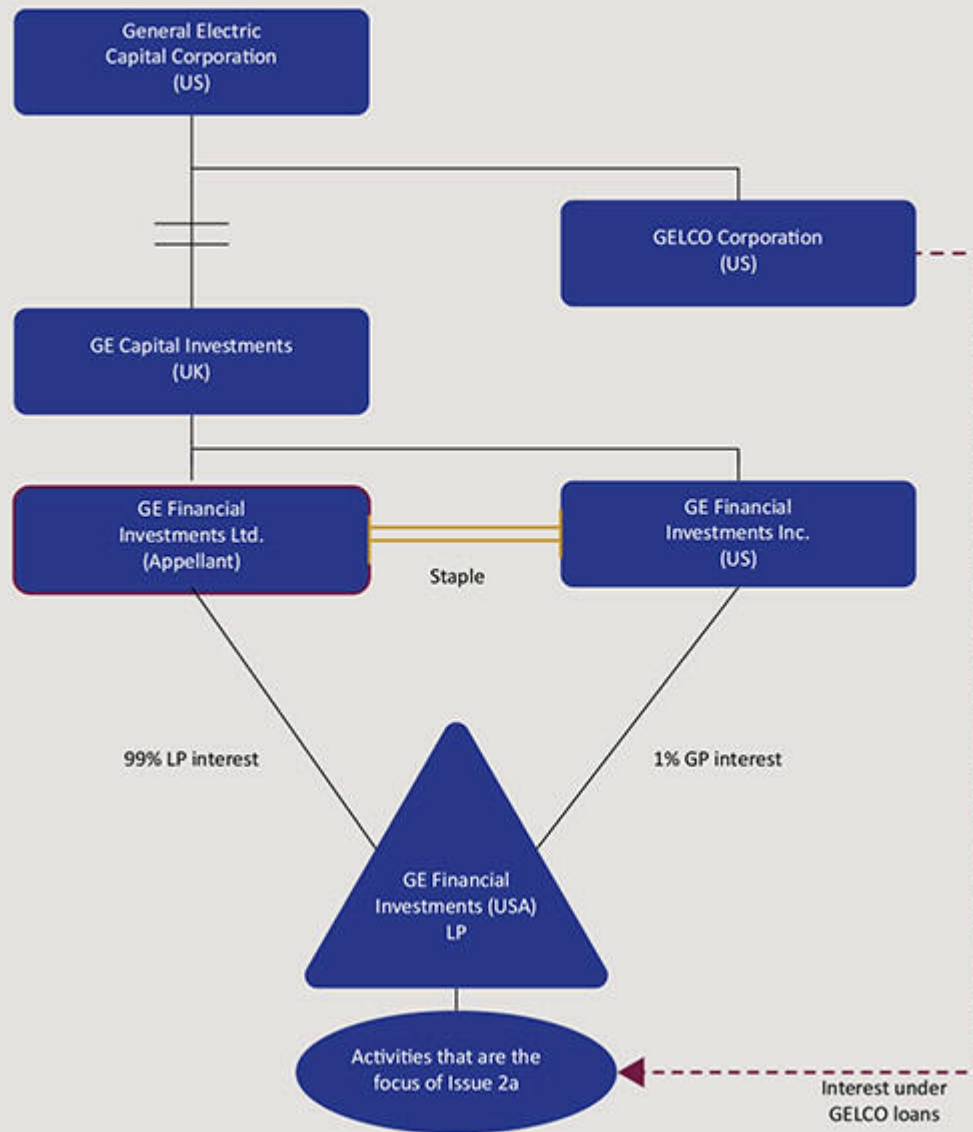 General Electric
Capital Corporation
(US)
GELCO Corporation
(US)
GE Capital Investments
(UK)
GE Financial
Investments Ltd.
(Appellant)
Staple
GE Financial
Investments Inc.
(US)
99% LP interest
1% GP interest
GE Financial
Investments (USA)
LP
Activities that are the
focus of Issue 2a
Interest under
GELCO loans